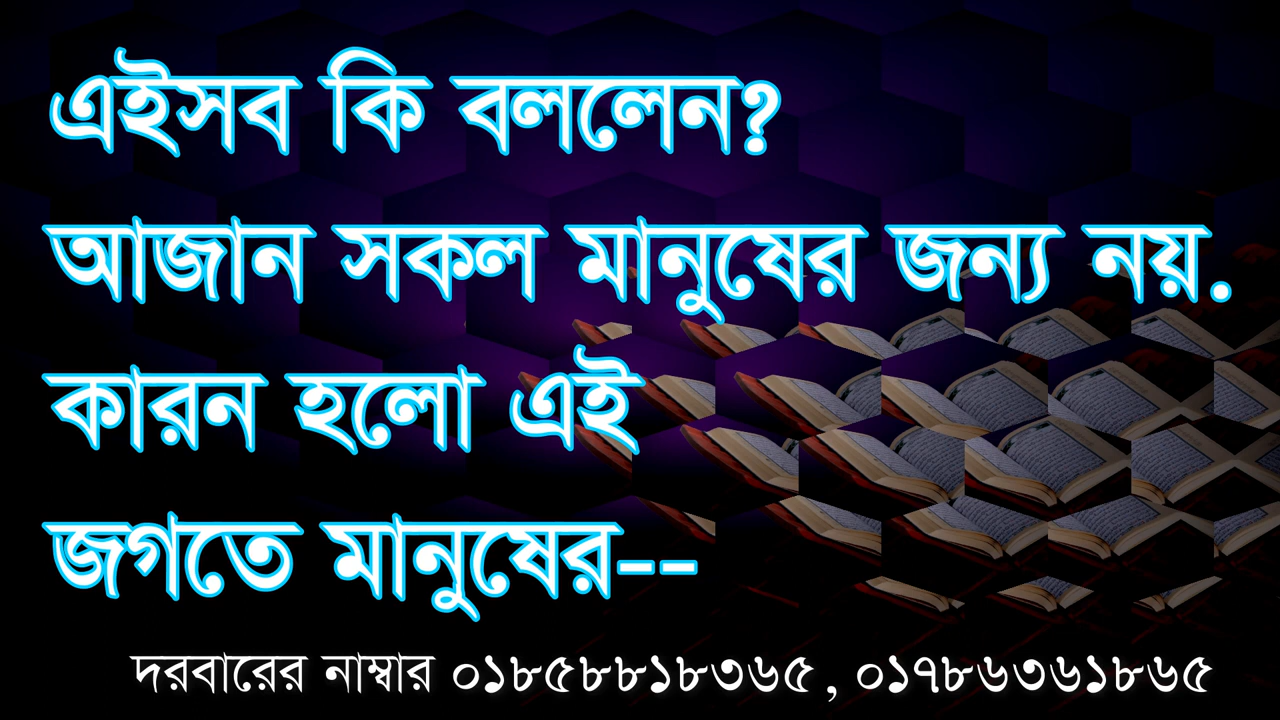 এইসব কি বললেন?
আজান সকল মানুষের জন্য নয়.
কারন হলো এই
জগতে মানুষের--
দরবারের নাম্বার ০১৮৫৮৮১৮৩৬৫, ০১৭৮৬৩৬১৮৬৫